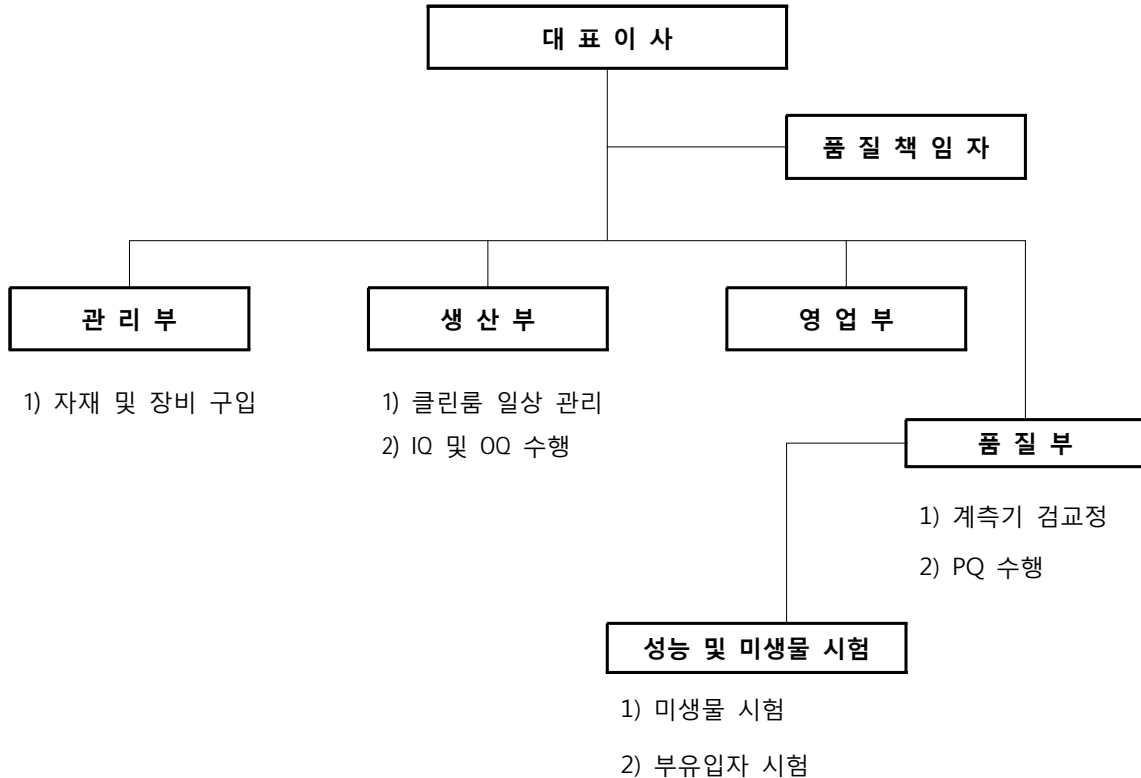 대 표 이 사
품 질 책 임 자
관 리 부
생 산 부
영 업 부
1) 자재 및 장비 구입
1) 클린룸 일상 관리
2) IQ 및 OQ 수행
품 질 부
1) 계측기 검교정
2) PQ 수행
성능 및 미생물 시험
1) 미생물 시험
2) 부유입자 시험